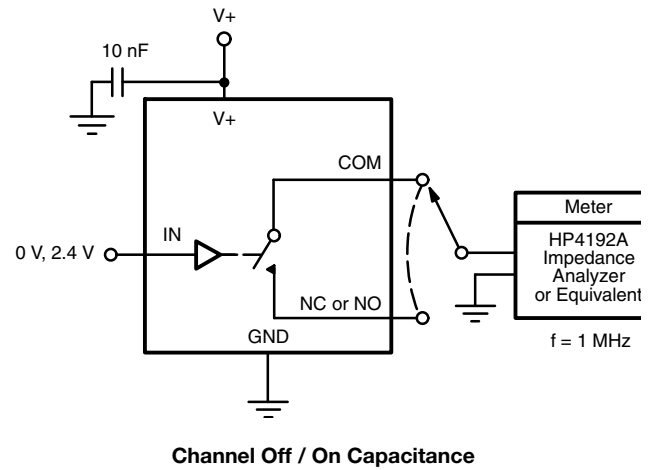 V+
10 nF
V+
COM
Meter
IN
HP4192A
Impedance
Analyzer
or Equivalent
0 V, 2.4 V
NC or NO
GND
f = 1 MHz
Channel Off / On Capacitance